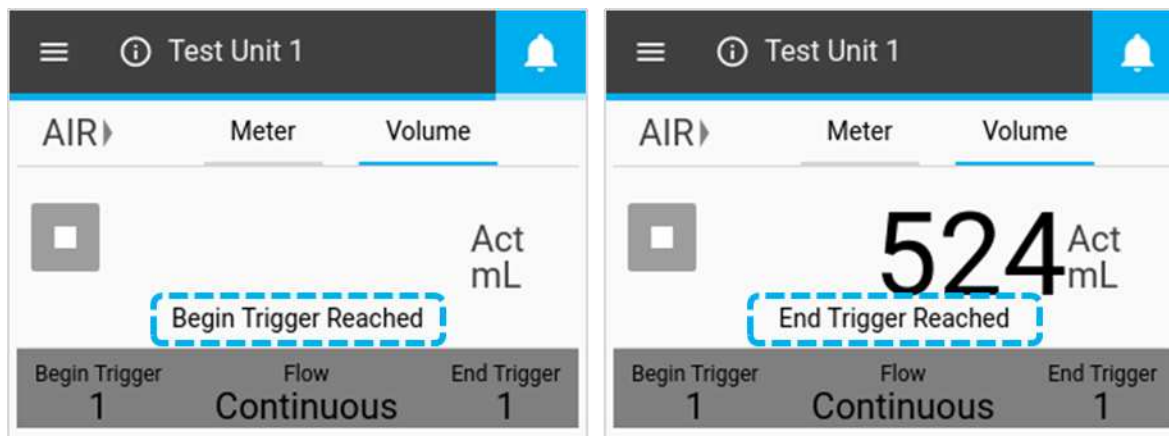 Test Unit 1
AIR Meter Volume
Act
mL
Begin Trigger Reached
Begin Trigger Flow End Trigger
1 Continuous 1
Test Unit 1
AIR Meter Volume
524 Act
mL
End Trigger Reached
Begin Trigger Flow End Trigger
1 Continuous 1